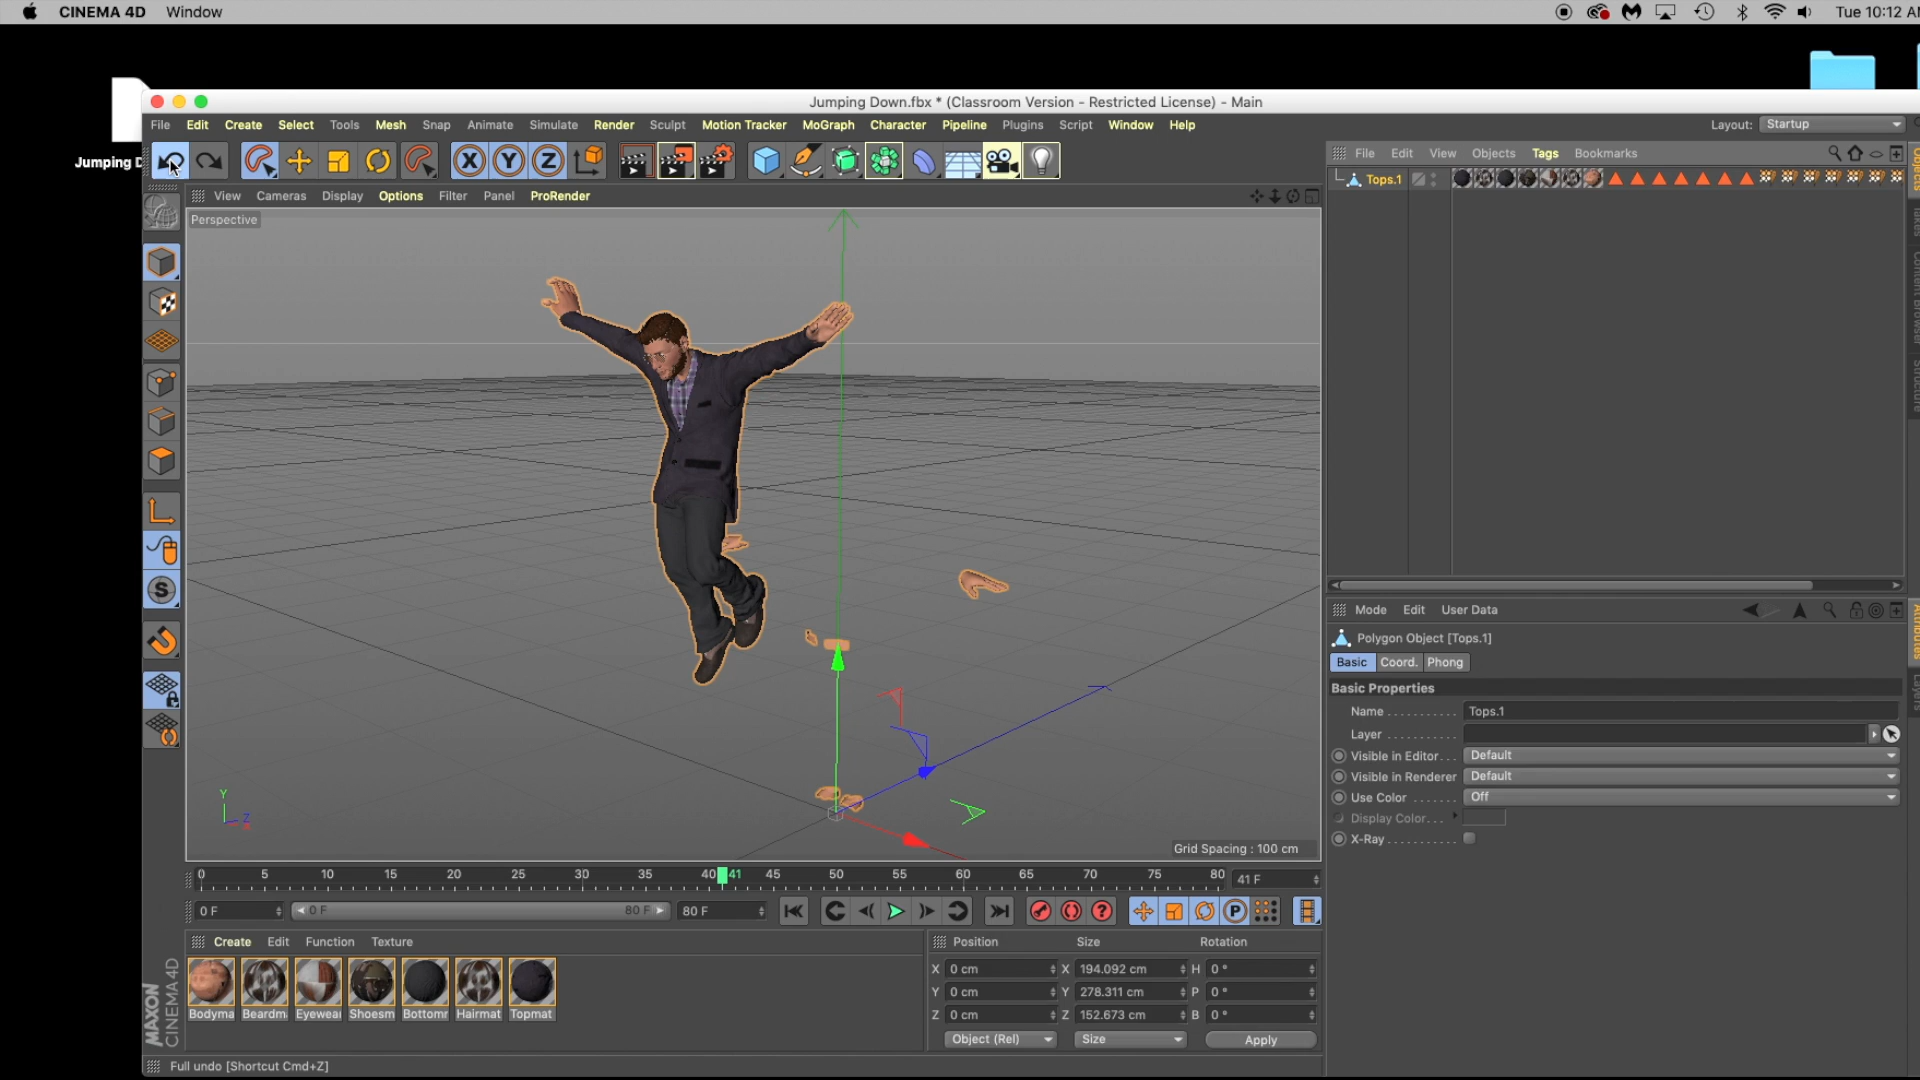 CINEMA 4D Window
Tue 10:12 A
Jumping D
Jumping Down.fbx * (Classroom Version - Restricted License) - Main
File Edit Create Select Tools Mesh Snap Animate Simulate Render Sculpt Motion Tracker MoGraph Character Pipeline Plugins Script Window Help
Layout: Startup
X Y Z
File Edit View Objects Tags Bookmarks
Objects
Takes
Content Browser
Structure
Tops.1
View Cameras Display Options Filter Panel ProRender
Perspective
Y
Z
Grid Spacing : 100 cm
Mode Edit User Data
Attributes
Layers
Polygon Object [Tops.1]
Basic Coord. Phong
Basic Properties
Name . . . . . . . . . . Tops.1
Layer . . . . . . . . . .
Visible in Editor. . . Default
Visible in Renderer Default
Use Color . . . . . . . Off
Display Color. . .
X-Ray. . . . . . . . . . .
0 5 10 15 20 25 30 35 40 41 45 50 55 60 65 70 75 80
41 F
0 F 0 F 80 F 80 F
Create Edit Function Texture
Bodyma Beardm Eyewear Shoesm Bottomr Hairmat Topmat
MAXON
CINEMA 4D
Position Size Rotation
X 0 cm X 194.092 cm H 0 °
Y 0 cm Y 278.311 cm P 0 °
Z 0 cm Z 152.673 cm B 0 °
Object (Rel) Size Apply
Full undo [Shortcut Cmd+Z]